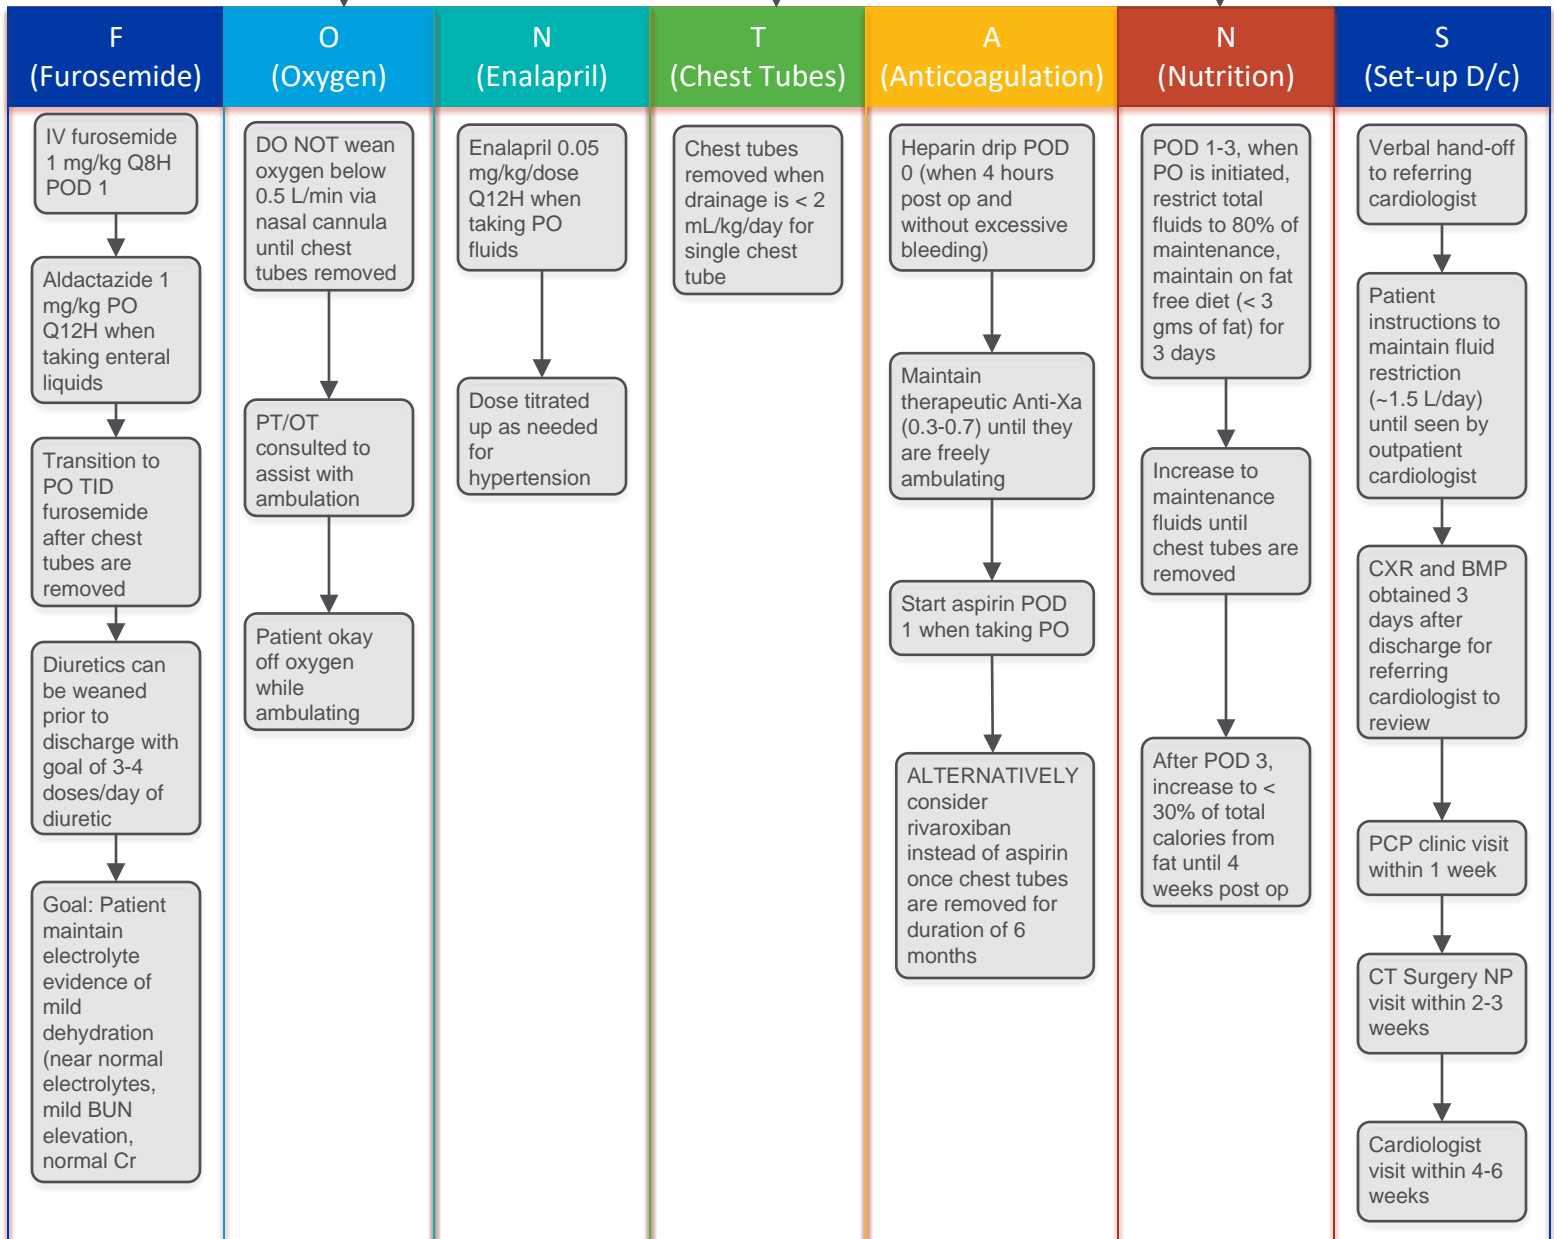 F
(Furosemide)
IV furosemide
1 mg/kg Q8H
POD 1
Aldactazide 1
mg/kg PO
Q12H when
taking enteral
liquids
Transition to
PO TID
furosemide
after chest
tubes are
removed
Diuretics can
be weaned
prior to
discharge with
goal of 3-4
doses/day of
diuretic
Goal: Patient
maintain
electrolyte
evidence of
mild
dehydration
(near normal
electrolytes,
mild BUN
elevation,
normal Cr
O
(Oxygen)
DO NOT wean
oxygen below
0.5 L/min via
nasal cannula
until chest
tubes removed
PT/OT
consulted to
assist with
ambulation
Patient okay
off oxygen
while
ambulating
N
(Enalapril)
Enalapril 0.05
mg/kg/dose
Q12H when
taking PO
fluids
Dose titrated
up as needed
for
hypertension
T
(Chest Tubes)
Chest tubes
removed when
drainage is < 2
mL/kg/day for
single chest
tube
A
(Anticoagulation)
Heparin drip POD
0 (when 4 hours
post op and
without excessive
bleeding)
Maintain
therapeutic Anti-Xa
(0.3-0.7) until they
are freely
ambulating
Start aspirin POD
1 when taking PO
ALTERNATIVELY
consider
rivaroxiban
instead of aspirin
once chest tubes
are removed for
duration of 6
months
N
(Nutrition)
POD 1-3, when
PO is initiated,
restrict total
fluids to 80% of
maintenance,
maintain on fat
free diet (< 3
gms of fat) for
3 days
Increase to
maintenance
fluids until
chest tubes are
removed
After POD 3,
increase to <
30% of total
calories from
fat until 4
weeks post op
S
(Set-up D/c)
Verbal hand-off
to referring
cardiologist
Patient
instructions to
maintain fluid
restriction
(~1.5 L/day)
until seen by
outpatient
cardiologist
CXR and BMP
obtained 3
days after
discharge for
referring
cardiologist to
review
PCP clinic visit
within 1 week
CT Surgery NP
visit within 2-3
weeks
Cardiologist
visit within 4-6
weeks